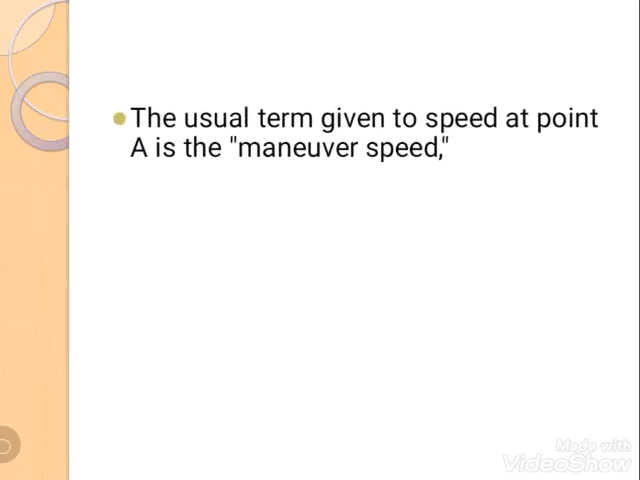 The usual term given to speed at point
A is the "maneuver speed,"
Made with
VideoShow